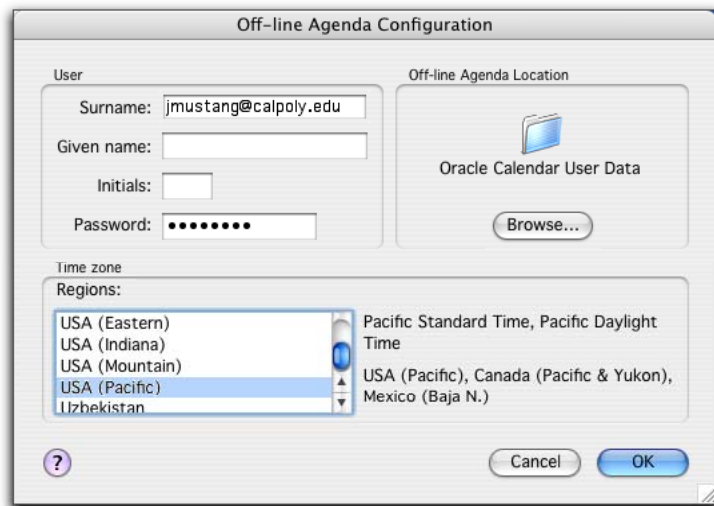 Off-line Agenda Configuration
User
Surname: jmustang@calpoly.edu
Given name:
Initials:
Password: ••••••••
Off-line Agenda Location
Oracle Calendar User Data
Browse...
Time zone
Regions:
USA (Eastern)
USA (Indiana)
USA (Mountain)
USA (Pacific)
Uzbekistan
Pacific Standard Time, Pacific Daylight
Time
USA (Pacific), Canada (Pacific & Yukon),
Mexico (Baja N.)
?
Cancel
OK